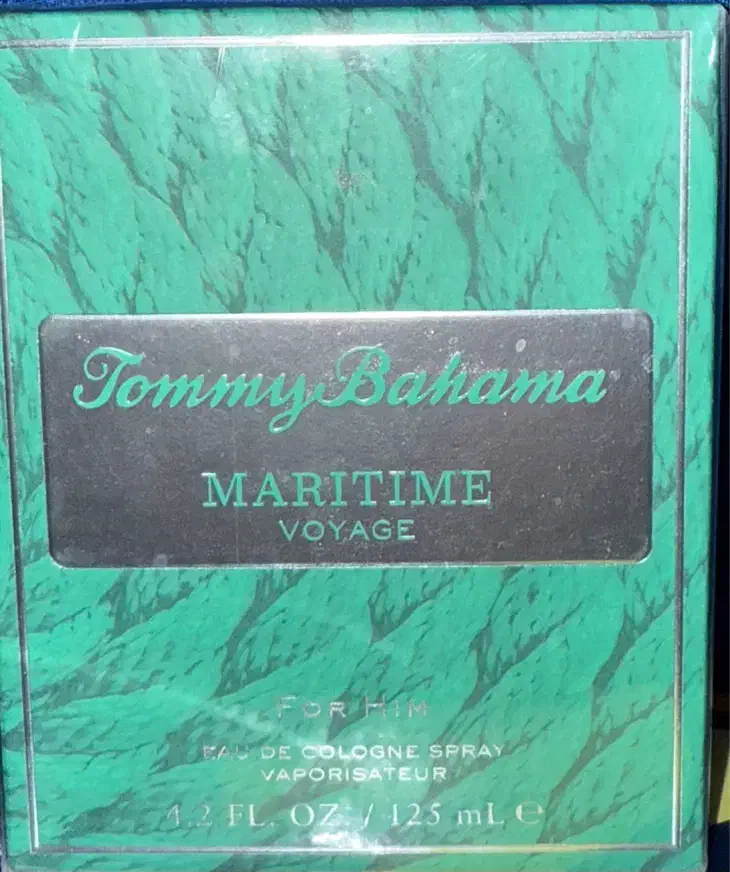 Tommy Bahama
MARITIME
VOYAGE
FOR HIM
EAU DE COLOGNE SPRAY
VAPORISATEUR
4.2 FL. OZ. / 125 mL ℮